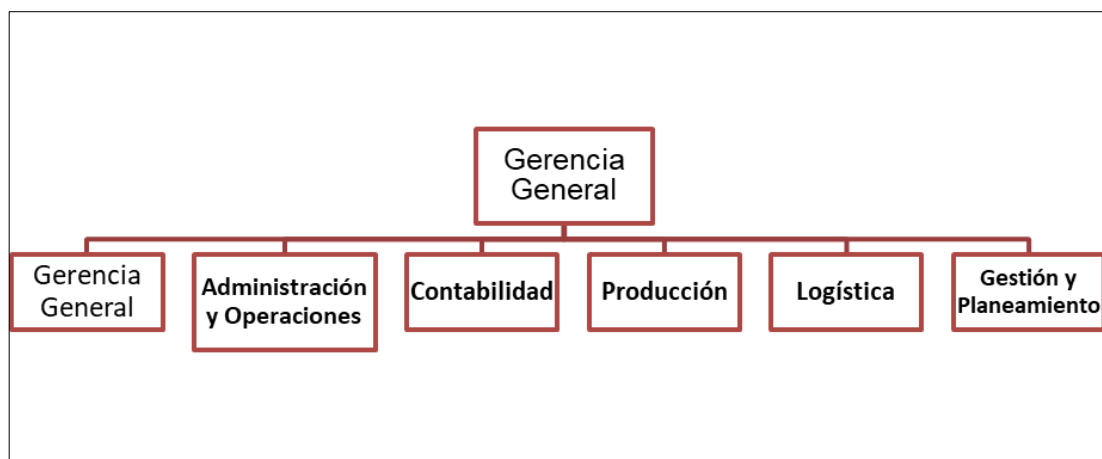 Gerencia
General
Gerencia
General
Administración
y Operaciones
Contabilidad
Producción
Logística
Gestión y
Planeamiento